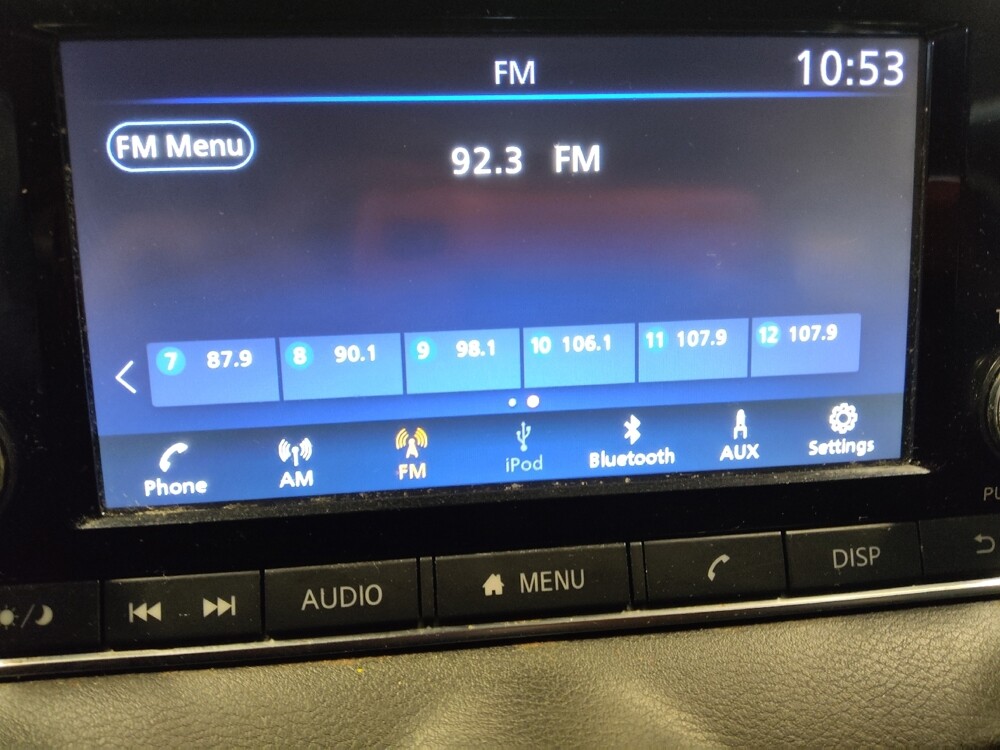 FM 10:53
FM Menu
92.3 FM
7 87.9 8 90.1 9 98.1 10 106.1 11 107.9 12 107.9
Phone AM FM iPod Bluetooth AUX Settings
AUDIO MENU DISP